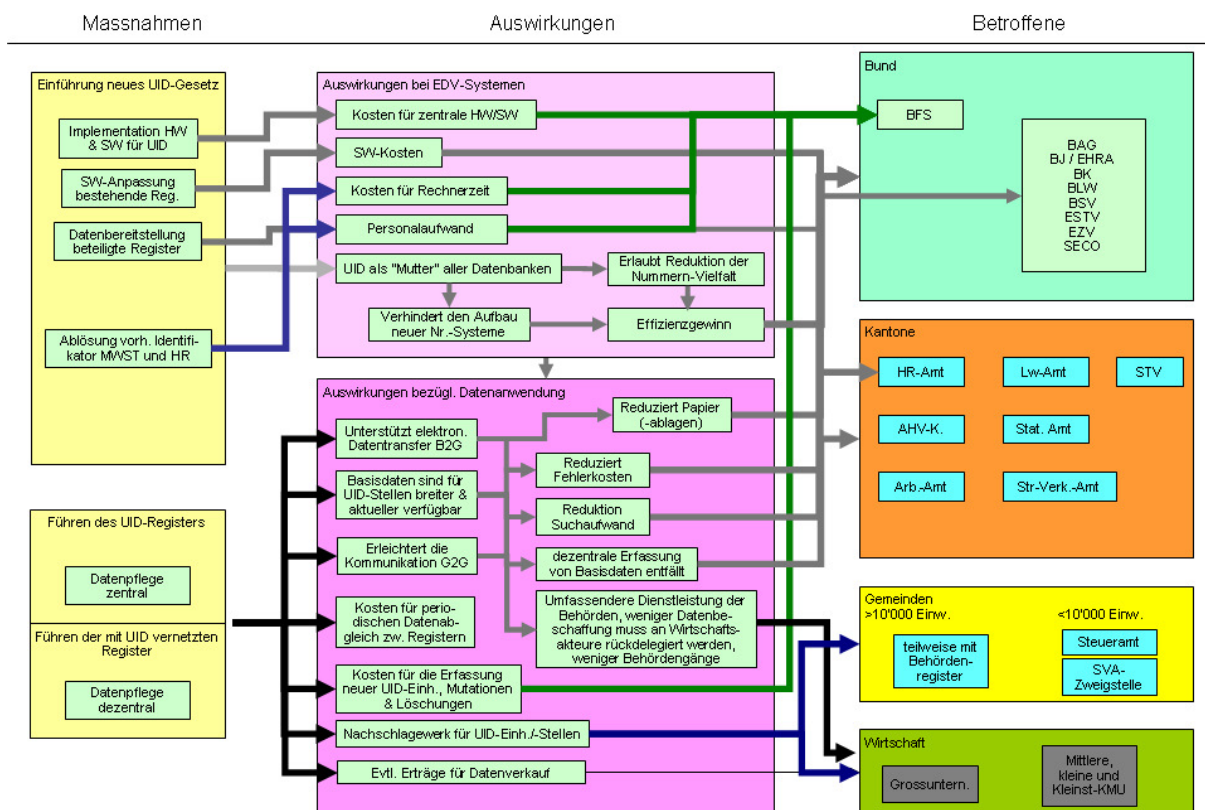 Massnahmen
Auswirkungen
Betroffene
Einführung neues UID-Gesetz
Implementation HW
& SW für UID
SW-Anpassung
bestehende Reg.
Datenbereitstellung
beteiligte Register
Ablösung vorh. Identifi-
kator MWST und HR
Führen des UID-Registers
Datenpflege
zentral
Führen der mit UID vernetzten
Register
Datenpflege
dezentral
Auswirkungen bei EDV-Systemen
Kosten für zentrale HW/SW
SW-Kosten
Kosten für Rechnerzeit
Personalaufwand
UID als "Mutter" aller Datenbanken
Erlaubt Reduktion der
Nummern-Vielfalt
Verhindert den Aufbau
neuer Nr.-Systeme
Effizienzgewinn
Auswirkungen bezügl. Datenanwendung
Unterstützt elektron.
Datentransfer B2G
Reduziert Papier
(-ablagen)
Basisdaten sind für
UID-Stellen breiter &
aktueller verfügbar
Reduziert
Fehlerkosten
Reduktion
Suchaufwand
Erleichtert die
Kommunikation G2G
dezentrale Erfassung
von Basisdaten entfällt
Kosten für perio-
dischen Datenab-
gleich zw. Registern
Umfassendere Dienstleistung der
Behörden, weniger Datenbe-
schaffung muss an Wirtschafts-
akteure rückdelegiert werden,
weniger Behördengänge
Kosten für die Erfassung
neuer UID-Einh., Mutationen
& Löschungen
Nachschlagewerk für UID-Einh./-Stellen
Evtl. Erträge für Datenverkauf
Bund
BFS
BAG
BJ / EHRA
BK
BLW
BSV
ESTV
EZV
SECO
Kantone
HR-Amt
Lw-Amt
STV
AHV-K.
Stat. Amt
Arb.-Amt
Str-Verk.-Amt
Gemeinden
>10'000 Einw.
<10'000 Einw.
teilweise mit
Behörden-
register
Steueramt
SVA-
Zweigstelle
Wirtschaft
Grossuntern.
Mittlere,
kleine und
Kleinst-KMU